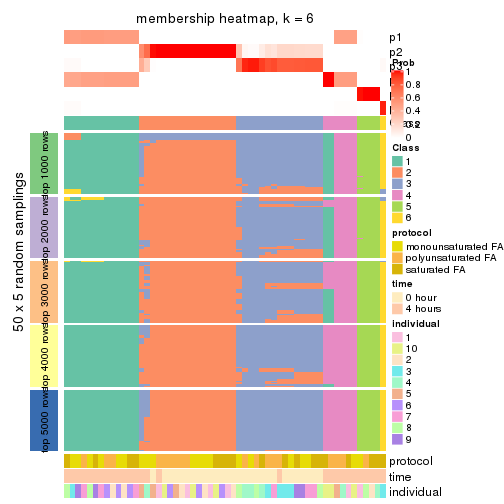 membership heatmap, k = 6
p1
p2
p3
Prob
1
0.8
0.6
0.4
0.2
0
Class
1
2
3
4
5
6
protocol
monounsaturated FA
polyunsaturated FA
saturated FA
time
0 hour
4 hours
individual
1
10
2
3
4
5
6
7
8
9
50 x 5 random samplings
top 1000 rows
top 2000 rows
top 3000 rows
top 4000 rows
top 5000 rows
protocol
time
individual